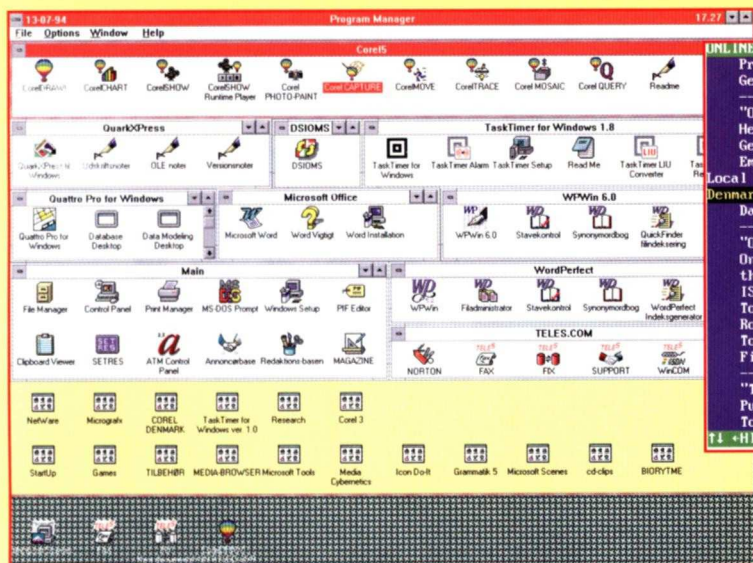 13-07-94 Program Manager 17.27
File Options Window Help
Corel5
CorelDRAW! CorelCHART CorelSHOW CorelSHOW Runtime Player Corel PHOTO-PAINT Corel CAPTURE CorelMOVE CorelTRACE Corel MOSAIC Corel QUERY Readme
QuarkXPress
QuarkXPress til Windows Udskriftsnoter OLE noter Versionsnoter
DSIOMS
DSIOMS
TaskTimer for Windows 1.8
TaskTimer for Windows TaskTimer Alarm TaskTimer Setup Read Me TaskTimer LIU Converter
Quattro Pro for Windows
Quattro Pro for Windows Database Desktop Data Modeling Desktop
Microsoft Office
Microsoft Word Word Vigtigt Word Installation
WPWin 6.0
WPWin 6.0 Stavekontrol Synonymordbog QuickFinder filindeksering
Main
File Manager Control Panel Print Manager MS-DOS Prompt Windows Setup PIF Editor
Clipboard Viewer SETRES ATM Control Panel Annoncørbase Redaktions-basen MAGAZINE
WordPerfect
WPWin Filadministrator Stavekontrol Synonymordbog WordPerfect Indeksgenerator
TELES.COM
NORTON FAX FIX SUPPORT WinCOM
NetWare Micrografx COREL DENMARK TaskTimer for Windows ver. 1.0 Research Corel 3
StartUp Games TILBEHØR MEDIA-BROWSER Microsoft Tools Media Cybernetics Icon Do-It Grammatik 5 Microsoft Scenes cd-clips BIORYTME
Local